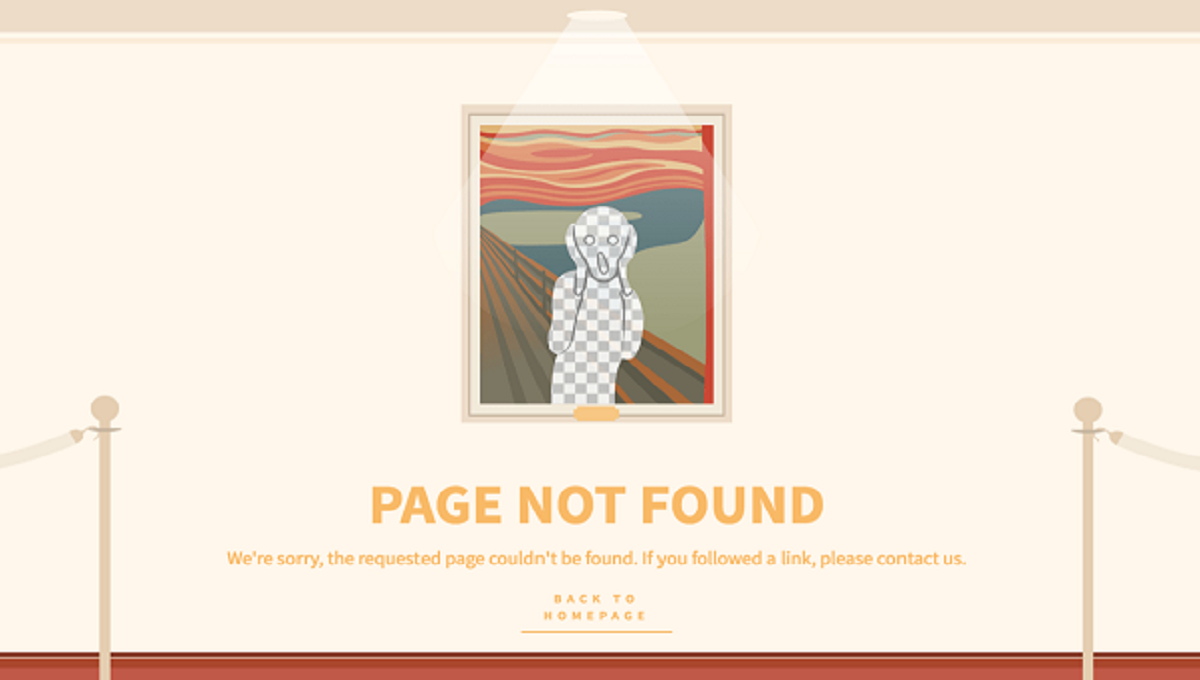 PAGE NOT FOUND
We're sorry, the requested page couldn't be found. If you followed a link, please contact us.
BACK TO
HOMEPAGE